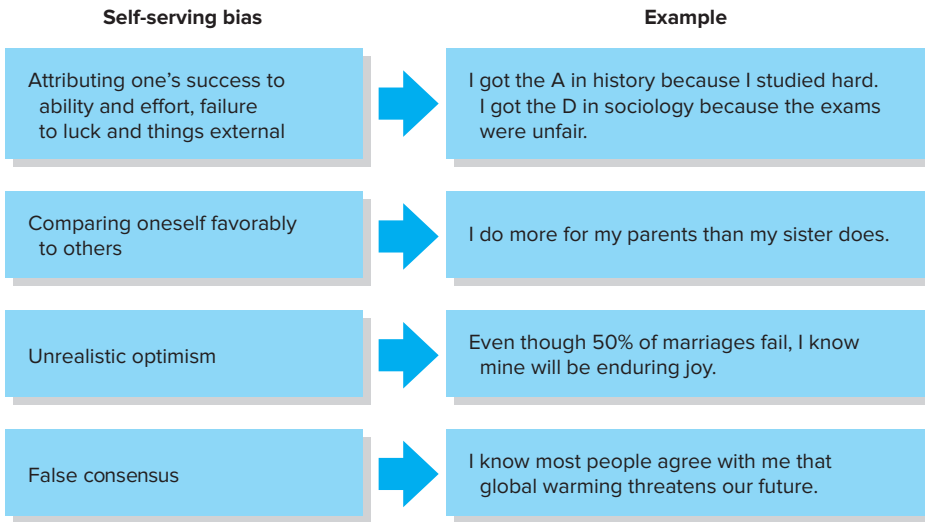 Self-serving bias
Example
Attributing one’s success to
ability and effort, failure
to luck and things external
I got the A in history because I studied hard.
I got the D in sociology because the exams
were unfair.
Comparing oneself favorably
to others
I do more for my parents than my sister does.
Unrealistic optimism
Even though 50% of marriages fail, I know
mine will be enduring joy.
False consensus
I know most people agree with me that
global warming threatens our future.